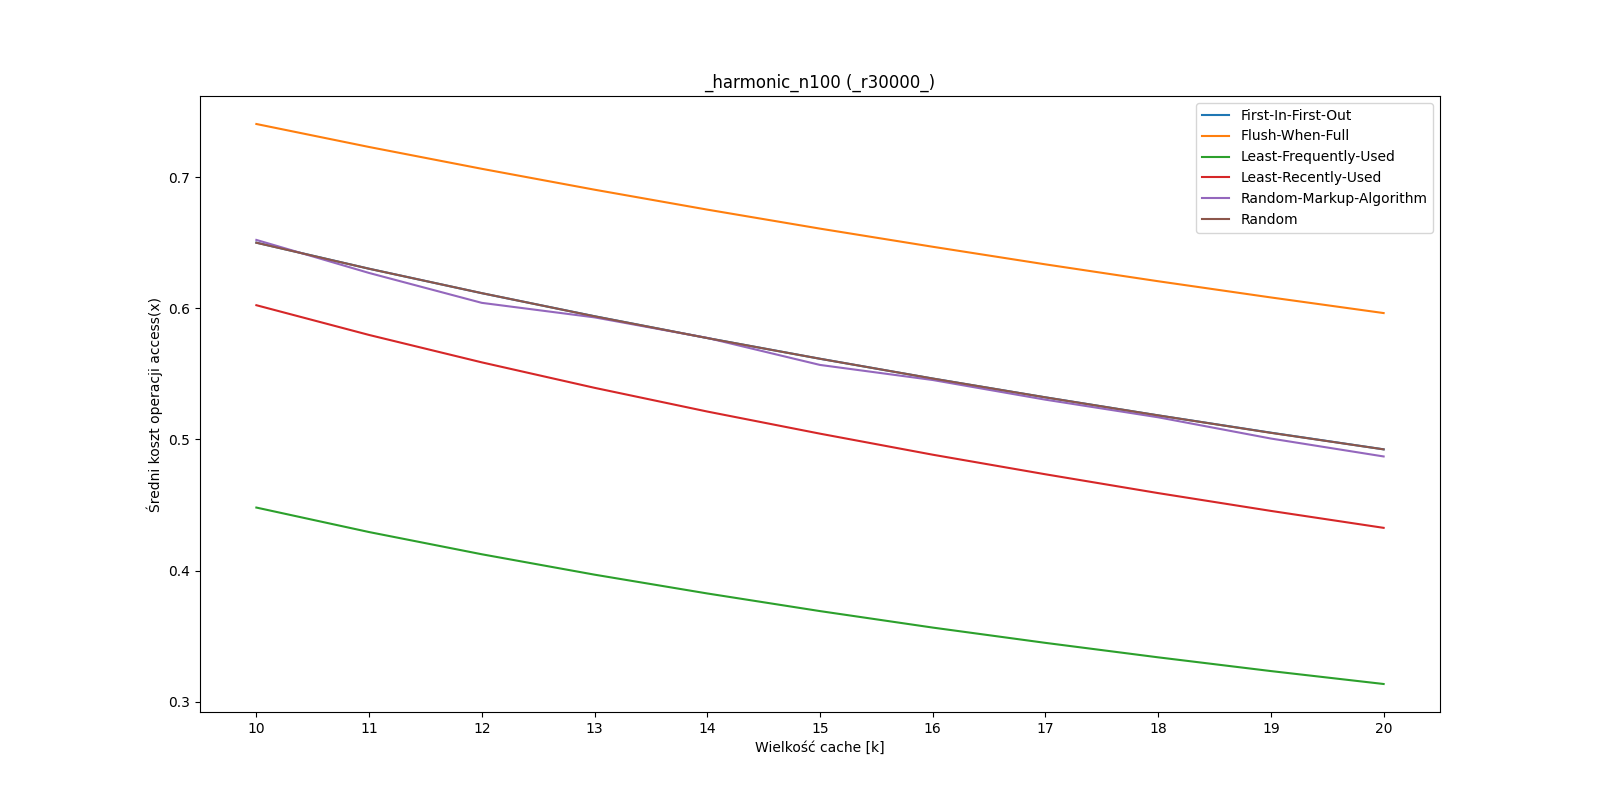 _harmonic_n100 (_r30000_)
First-In-First-Out
Flush-When-Full
Least-Frequently-Used
Least-Recently-Used
Random-Markup-Algorithm
Random
Średni koszt operacji access(x)
0.7
0.6
0.5
0.4
0.3
10 11 12 13 14 15 16 17 18 19 20
Wielkość cache [k]